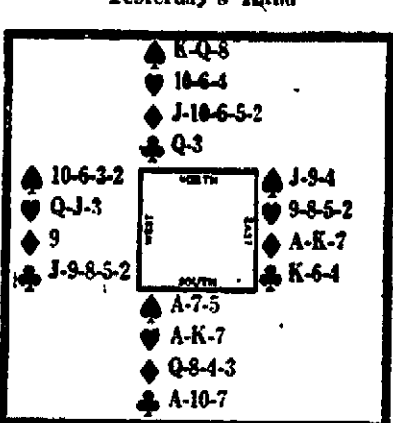 Yesterday's Hand
♠ K-Q-8
♥ 10-6-4
♦ J-10-6-5-2
♣ Q-3
♠ 10-6-3-2
♥ Q-J-3
♦ 9
♣ J-9-8-5-2
NORTH
WEST
EAST
SOUTH
♠ J-9-4
♥ 9-8-5-2
♦ A-K-7
♣ K-6-4
♠ A-7-5
♥ A-K-7
♦ Q-8-4-3
♣ A-10-7